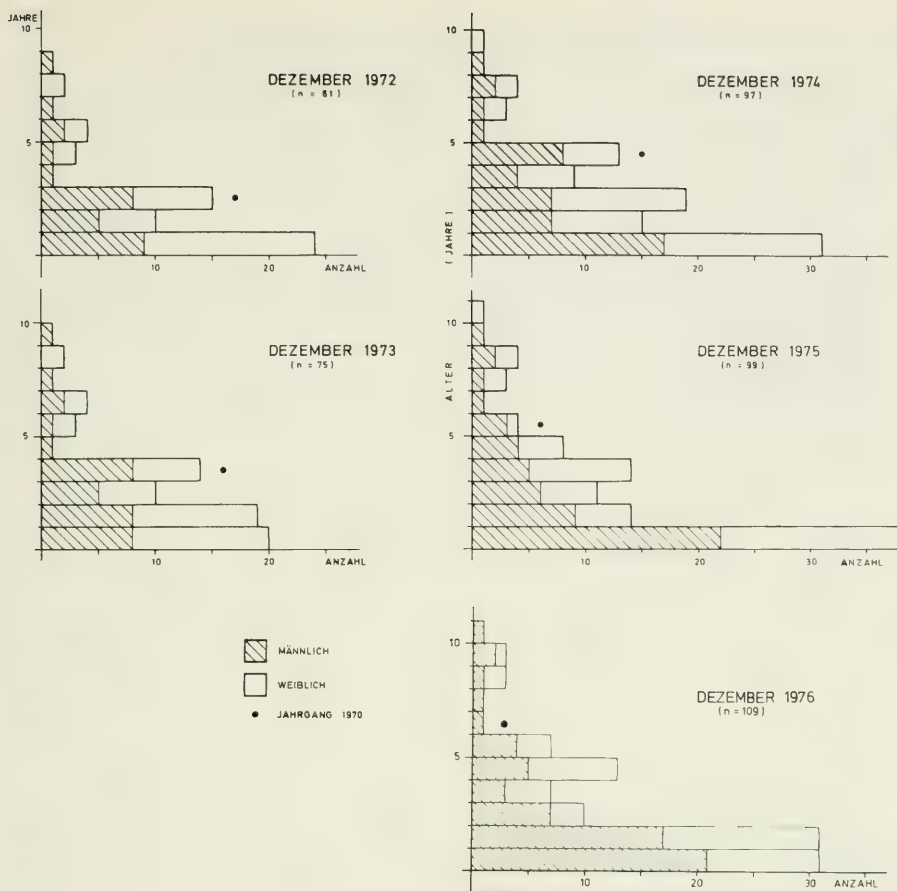 JAHRE
10
5
DEZEMBER 1972
(n = 61)
10
20
ANZAHL
10
5
(JAHRE)
DEZEMBER 1974
(n = 97)
10
20
30
10
5
DEZEMBER 1973
(n = 75)
10
20
ANZAHL
10
5
ALTER
DEZEMBER 1975
(n = 99)
10
20
30
ANZAHL
MÄNNLICH
WEIBLICH
JAHRGANG 1970
10
5
DEZEMBER 1976
(n = 109)
10
20
30
ANZAHL